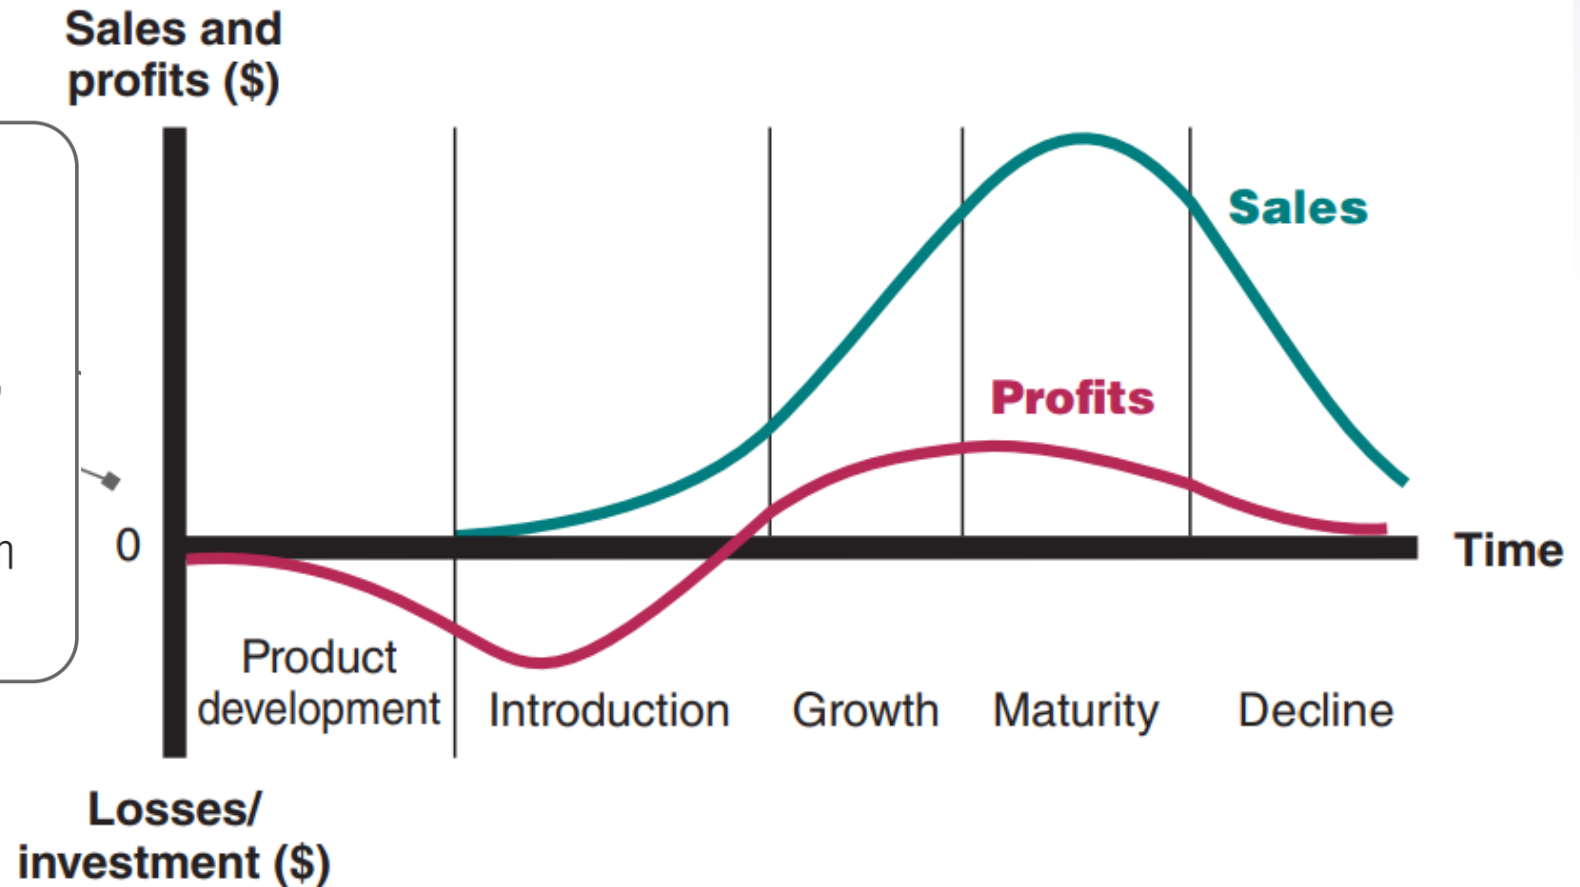 Sales and
profits ($)
Sales
Profits
0
Time
Product
development
Introduction
Growth
Maturity
Decline
Losses/
investment ($)